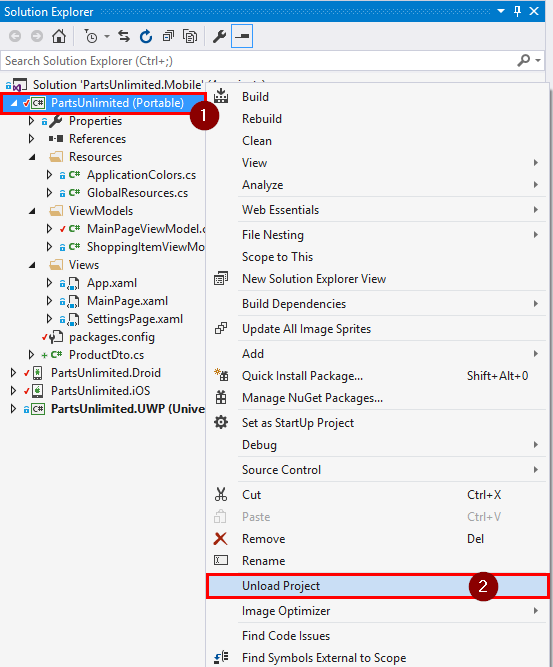 Solution Explorer
Search Solution Explorer (Ctrl+;)
Solution 'PartsUnlimited.Mobile'
C# PartsUnlimited (Portable)
1
Properties
References
Resources
C# ApplicationColors.cs
C# GlobalResources.cs
ViewModels
C# MainPageViewModel.c
C# ShoppingItemViewMo
Views
App.xaml
MainPage.xaml
SettingsPage.xaml
packages.config
C# ProductDto.cs
PartsUnlimited.Droid
PartsUnlimited.iOS
C# PartsUnlimited.UWP (Unive
Build
Rebuild
Clean
View
Analyze
Web Essentials
File Nesting
Scope to This
New Solution Explorer View
Build Dependencies
Update All Image Sprites
Add
Quick Install Package... Shift+Alt+0
Manage NuGet Packages...
Set as StartUp Project
Debug
Source Control
Cut Ctrl+X
Paste Ctrl+V
Remove Del
Rename
Unload Project 2
Image Optimizer
Find Code Issues
Find Symbols External to Scope